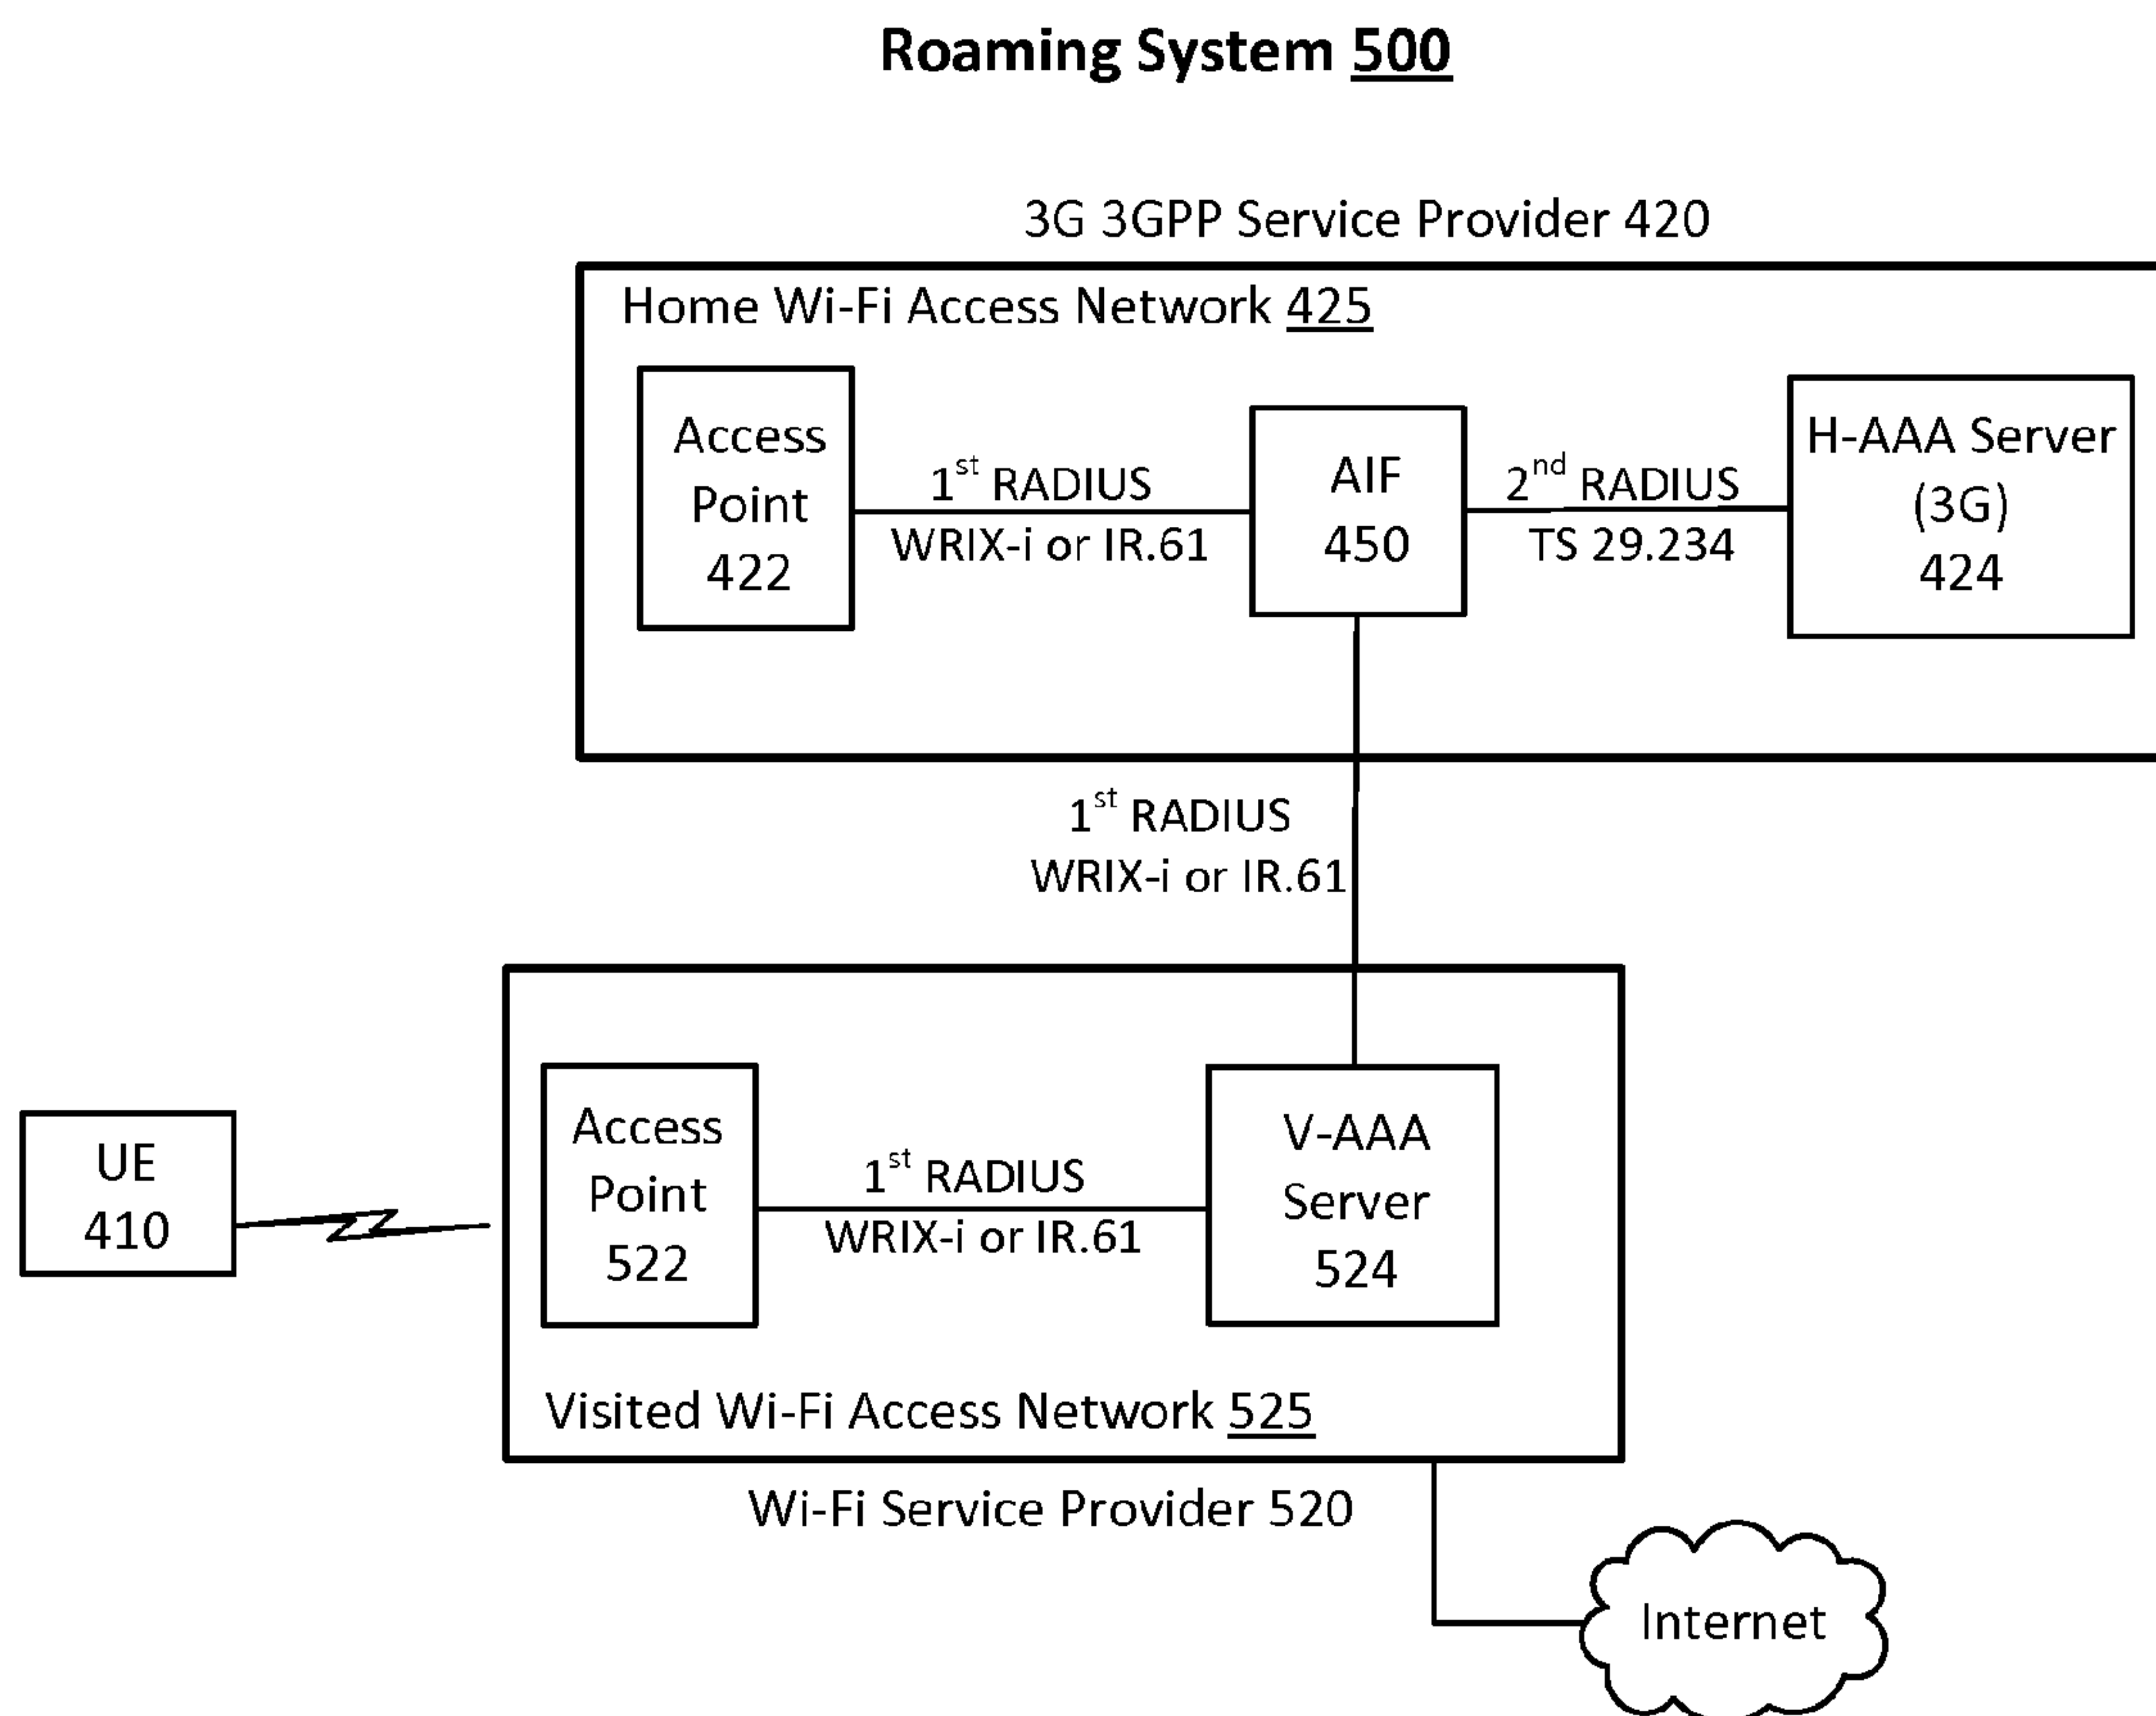 Roaming System 500
3G 3GPP Service Provider 420
Home Wi-Fi Access Network 425
Access
Point
422
1st RADIUS
WRIX-i or IR.61
AIF
450
2nd RADIUS
TS 29.234
H-AAA Server
(3G)
424
1st RADIUS
WRIX-i or IR.61
UE
410
Access
Point
522
1st RADIUS
WRIX-i or IR.61
V-AAA
Server
524
Visited Wi-Fi Access Network 525
Wi-Fi Service Provider 520
Internet